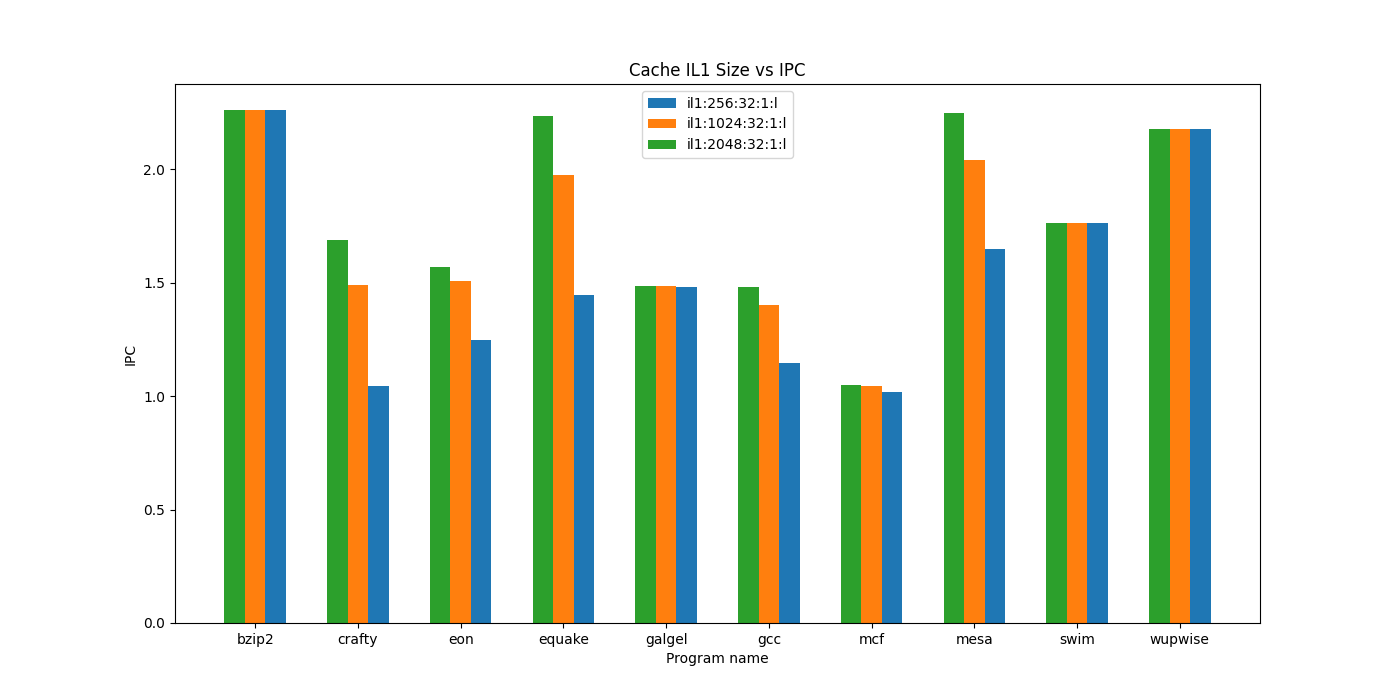 Cache IL1 Size vs IPC
il1:256:32:1:l
il1:1024:32:1:l
il1:2048:32:1:l
2.0
1.5
1.0
0.5
0.0
IPC
bzip2 crafty eon equake galgel gcc mcf mesa swim wupwise
Program name